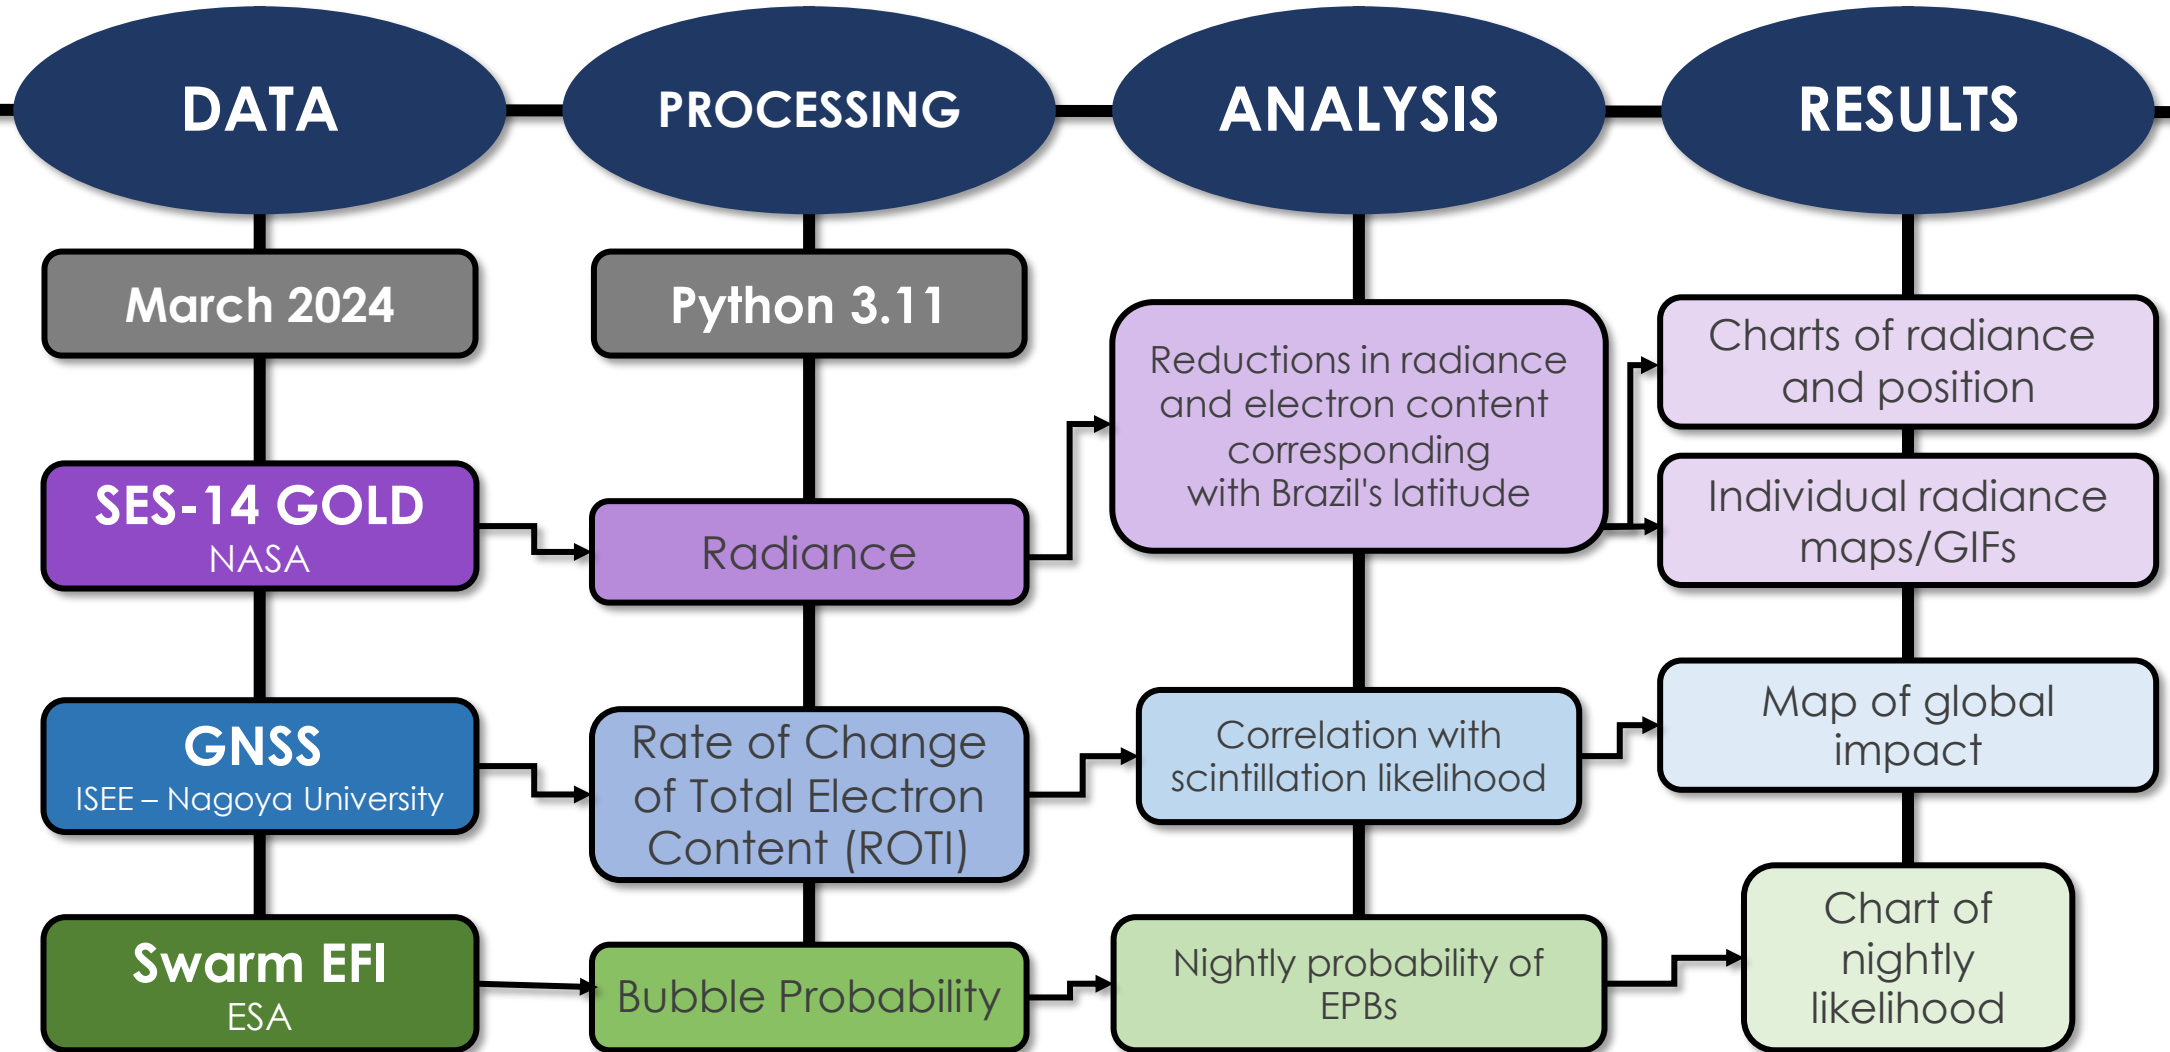 DATA
PROCESSING
ANALYSIS
RESULTS
March 2024
SES-14 GOLD
NASA
GNSS
ISEE – Nagoya University
Swarm EFI
ESA
Python 3.11
Radiance
Rate of Change
of Total Electron
Content (ROTI)
Bubble Probability
Reductions in radiance
and electron content
corresponding
with Brazil's latitude
Correlation with
scintillation likelihood
Nightly probability of
EPBs
Charts of radiance
and position
Individual radiance
maps/GIFs
Map of global
impact
Chart of
nightly
likelihood